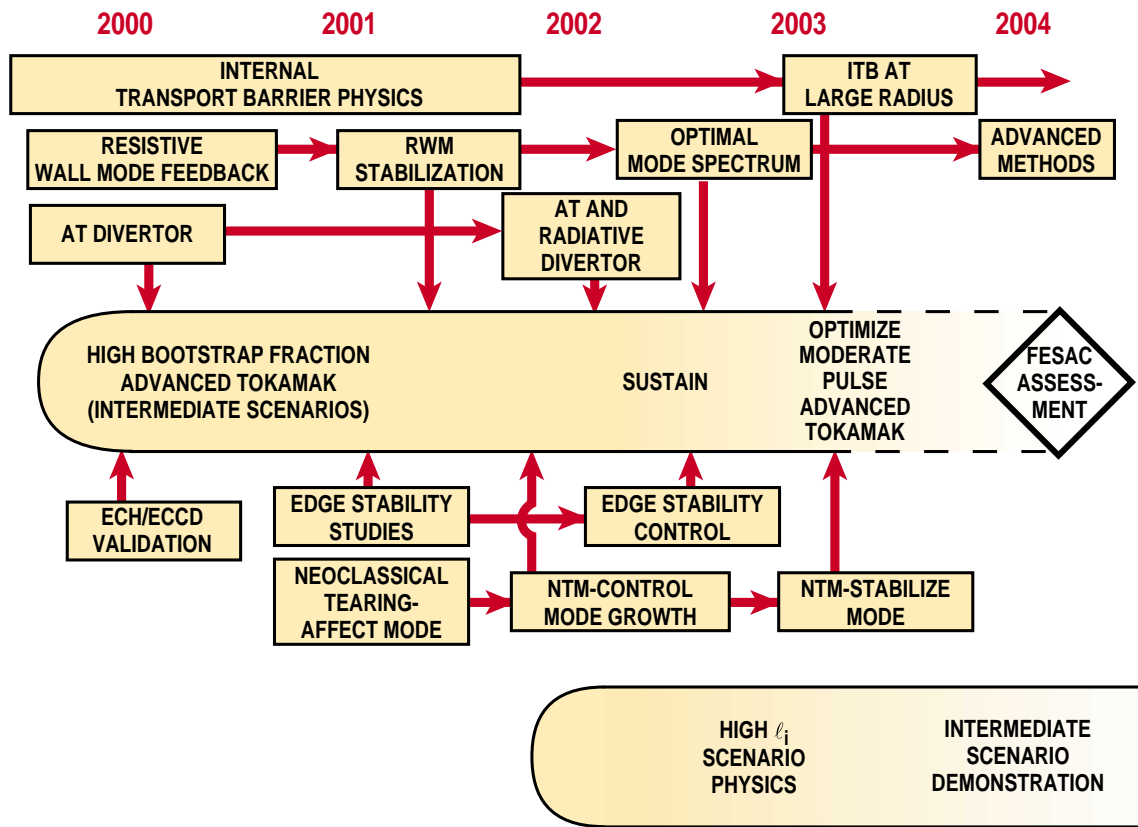 2000 2001 2002 2003 2004
INTERNAL
TRANSPORT BARRIER PHYSICS
ITB AT
LARGE RADIUS
RESISTIVE
WALL MODE FEEDBACK
RWM
STABILIZATION
OPTIMAL
MODE SPECTRUM
ADVANCED
METHODS
AT DIVERTOR
AT AND
RADIATIVE
DIVERTOR
HIGH BOOTSTRAP FRACTION
ADVANCED TOKAMAK
(INTERMEDIATE SCENARIOS)
SUSTAIN
OPTIMIZE
MODERATE
PULSE
ADVANCED
TOKAMAK
FESAC
ASSESS-
MENT
ECH/ECCD
VALIDATION
EDGE STABILITY
STUDIES
EDGE STABILITY
CONTROL
NEOCLASSICAL
TEARING-
AFFECT MODE
NTM-CONTROL
MODE GROWTH
NTM-STABILIZE
MODE
HIGH ℓi
SCENARIO
PHYSICS
INTERMEDIATE
SCENARIO
DEMONSTRATION